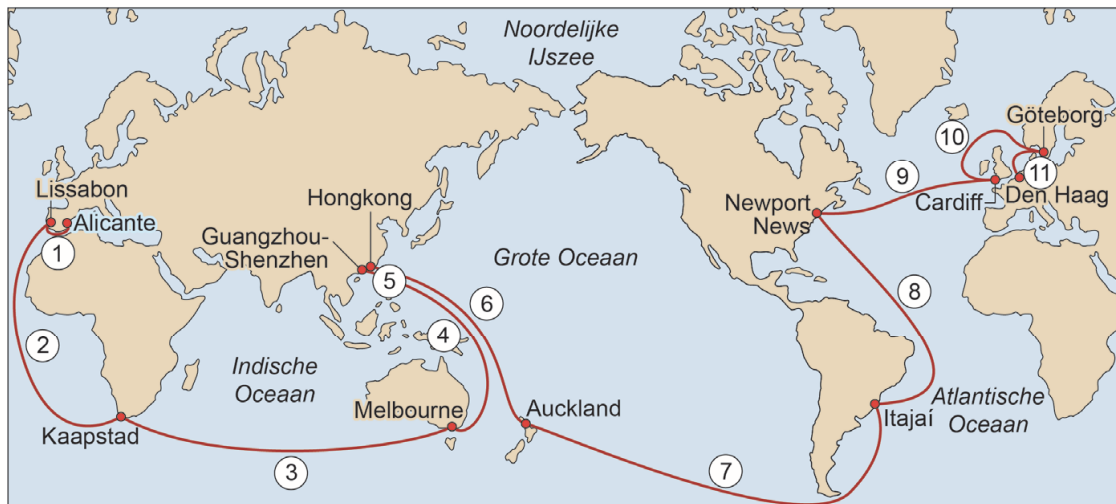 Noordelijke
IJszee
Göteborg
10
11
9
Lissabon
Hongkong
Newport
News
Cardiff
Den Haag
Alicante
1
Guangzhou-
Shenzhen
Grote Oceaan
5
6
8
2
4
Indische
Oceaan
Melbourne
Auckland
Atlantische
Oceaan
Itajaí
Kaapstad
3
7